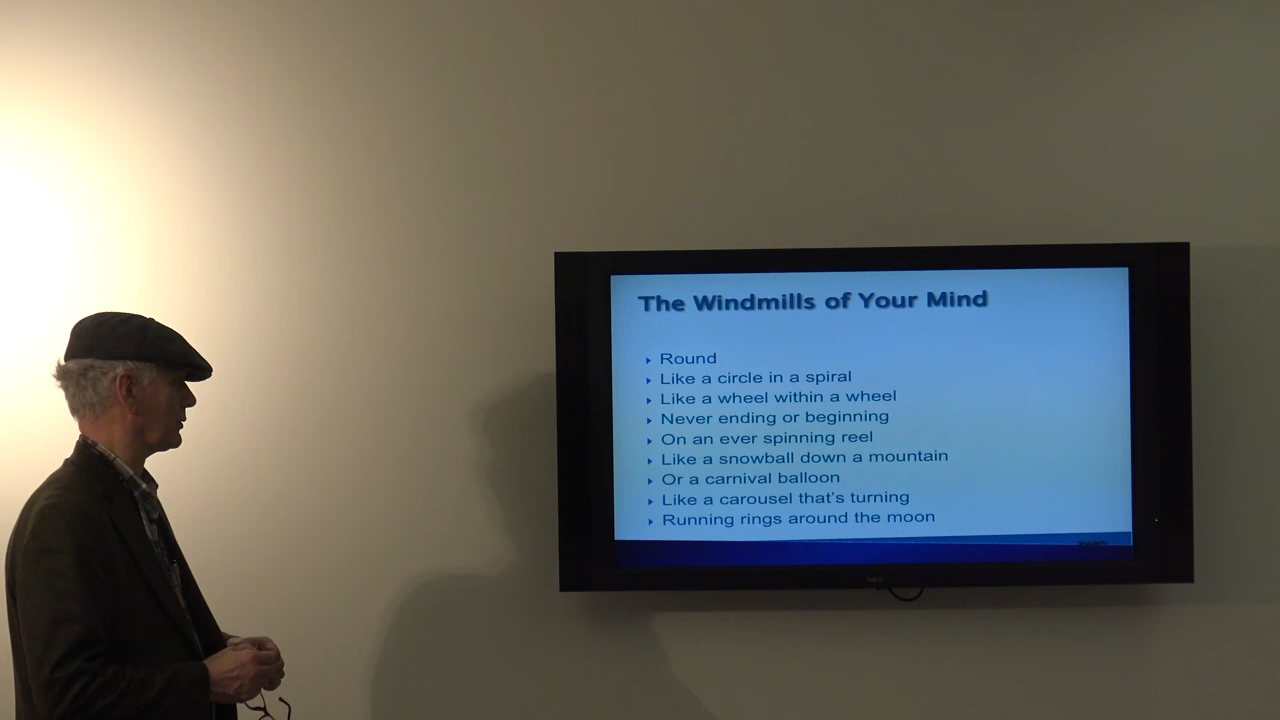 The Windmills of Your Mind
Round
Like a circle in a spiral
Like a wheel within a wheel
Never ending or beginning
On an ever spinning reel
Like a snowball down a mountain
Or a carnival balloon
Like a carousel that's turning
Running rings around the moon
NEC